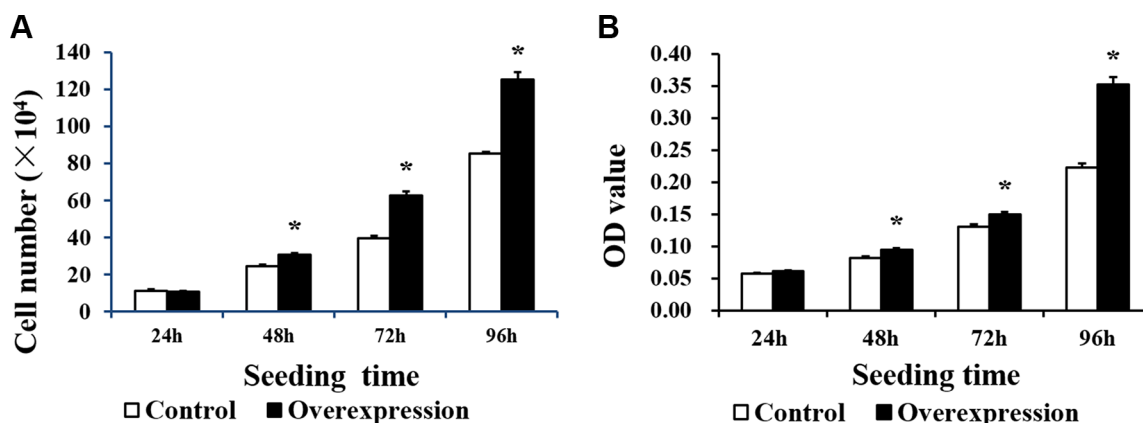 A
Cell number (×10⁴)
140
120
100
80
60
40
20
0
*
*
*
24h 48h 72h 96h
Seeding time
Control Overexpression
B
OD value
0.40
0.35
0.30
0.25
0.20
0.15
0.10
0.05
0.00
*
*
*
24h 48h 72h 96h
Seeding time
Control Overexpression